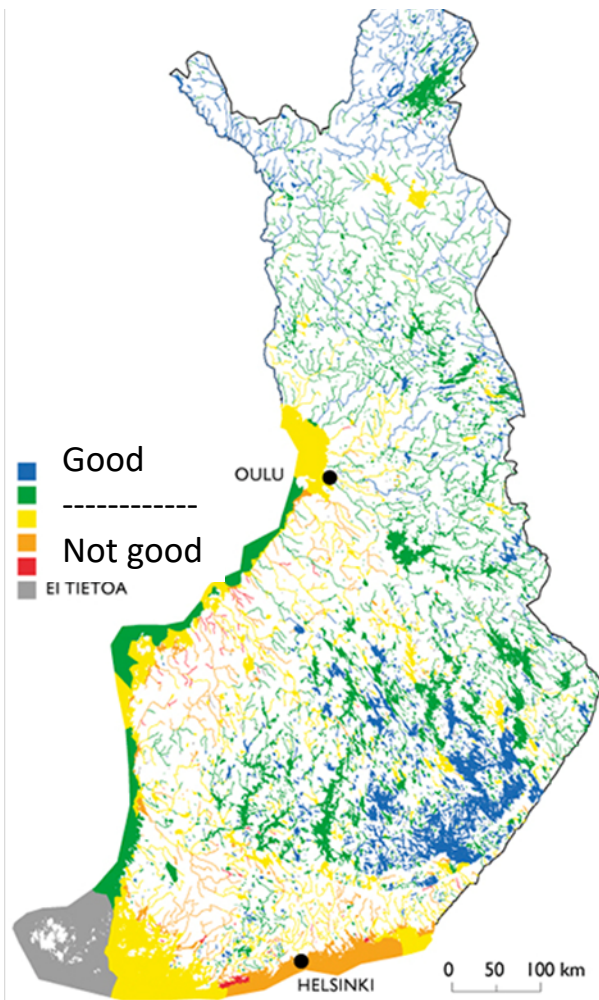 Good
OULU
------------
Not good
EI TIETOA
HELSINKI
0 50 100 km